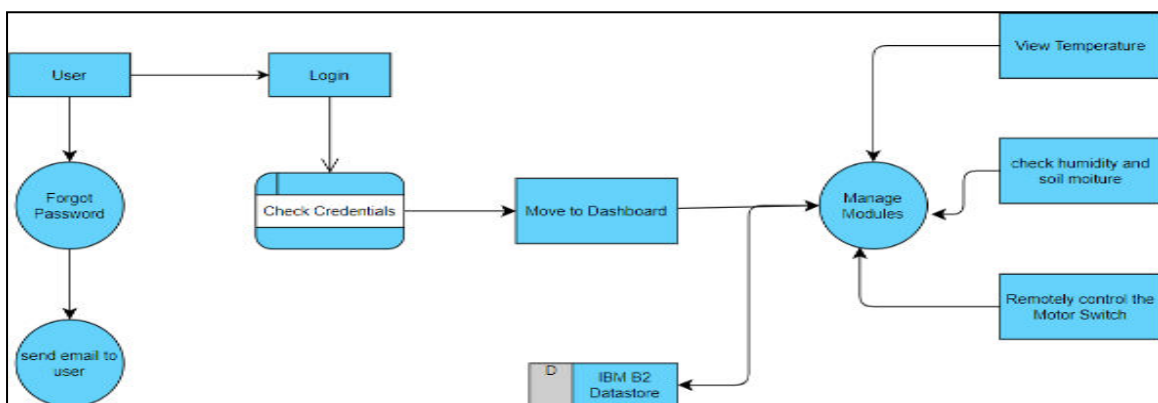 View Temperature
User
Login
check humidity and
soil moiture
Forgot
Password
Check Credentials
Move to Dashboard
Manage
Modules
Remotely control the
Motor Switch
send email to
user
D
IBM B2
Datastore